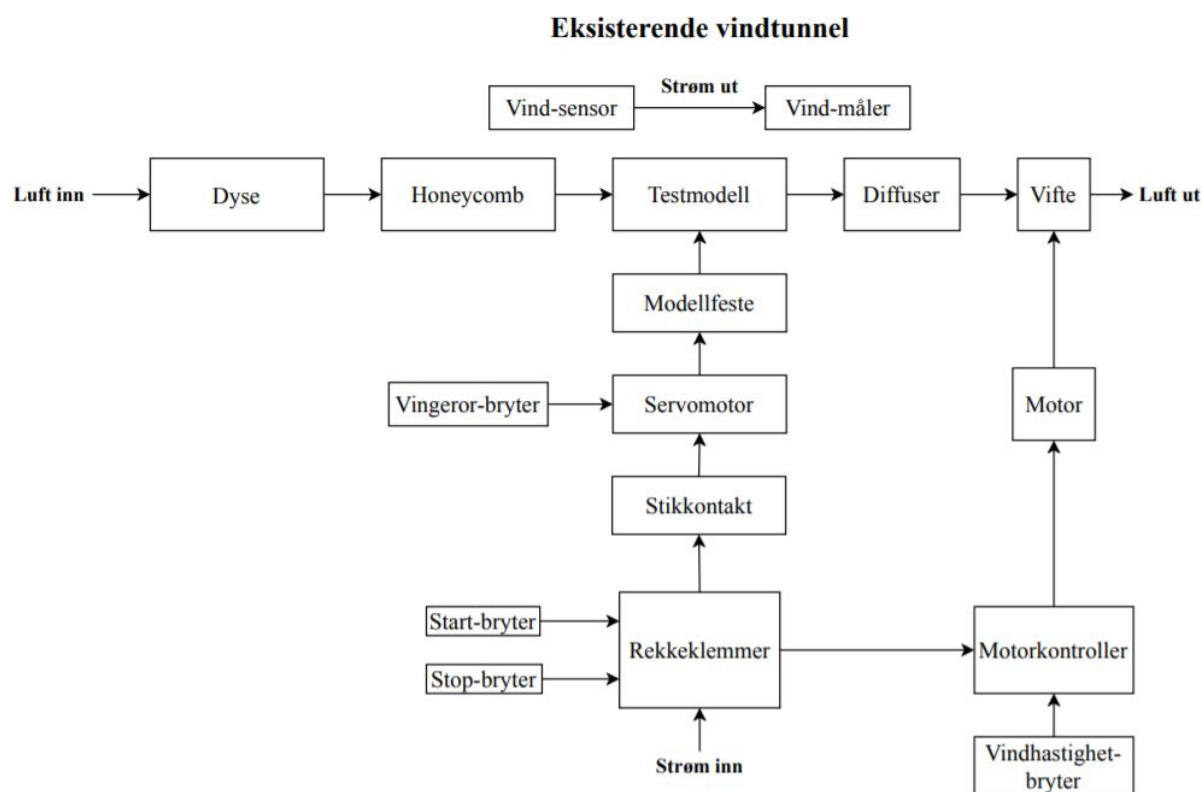 Eksisterende vindtunnel
Strøm ut
Vind-sensor
Vind-måler
Luft inn
Dyse
Honeycomb
Testmodell
Diffuser
Vifte
Luft ut
Modellfeste
Vingeror-bryter
Servomotor
Motor
Stikkontakt
Start-bryter
Stop-bryter
Rekkeklemmer
Motorkontroller
Strøm inn
Vindhastighet-
bryter